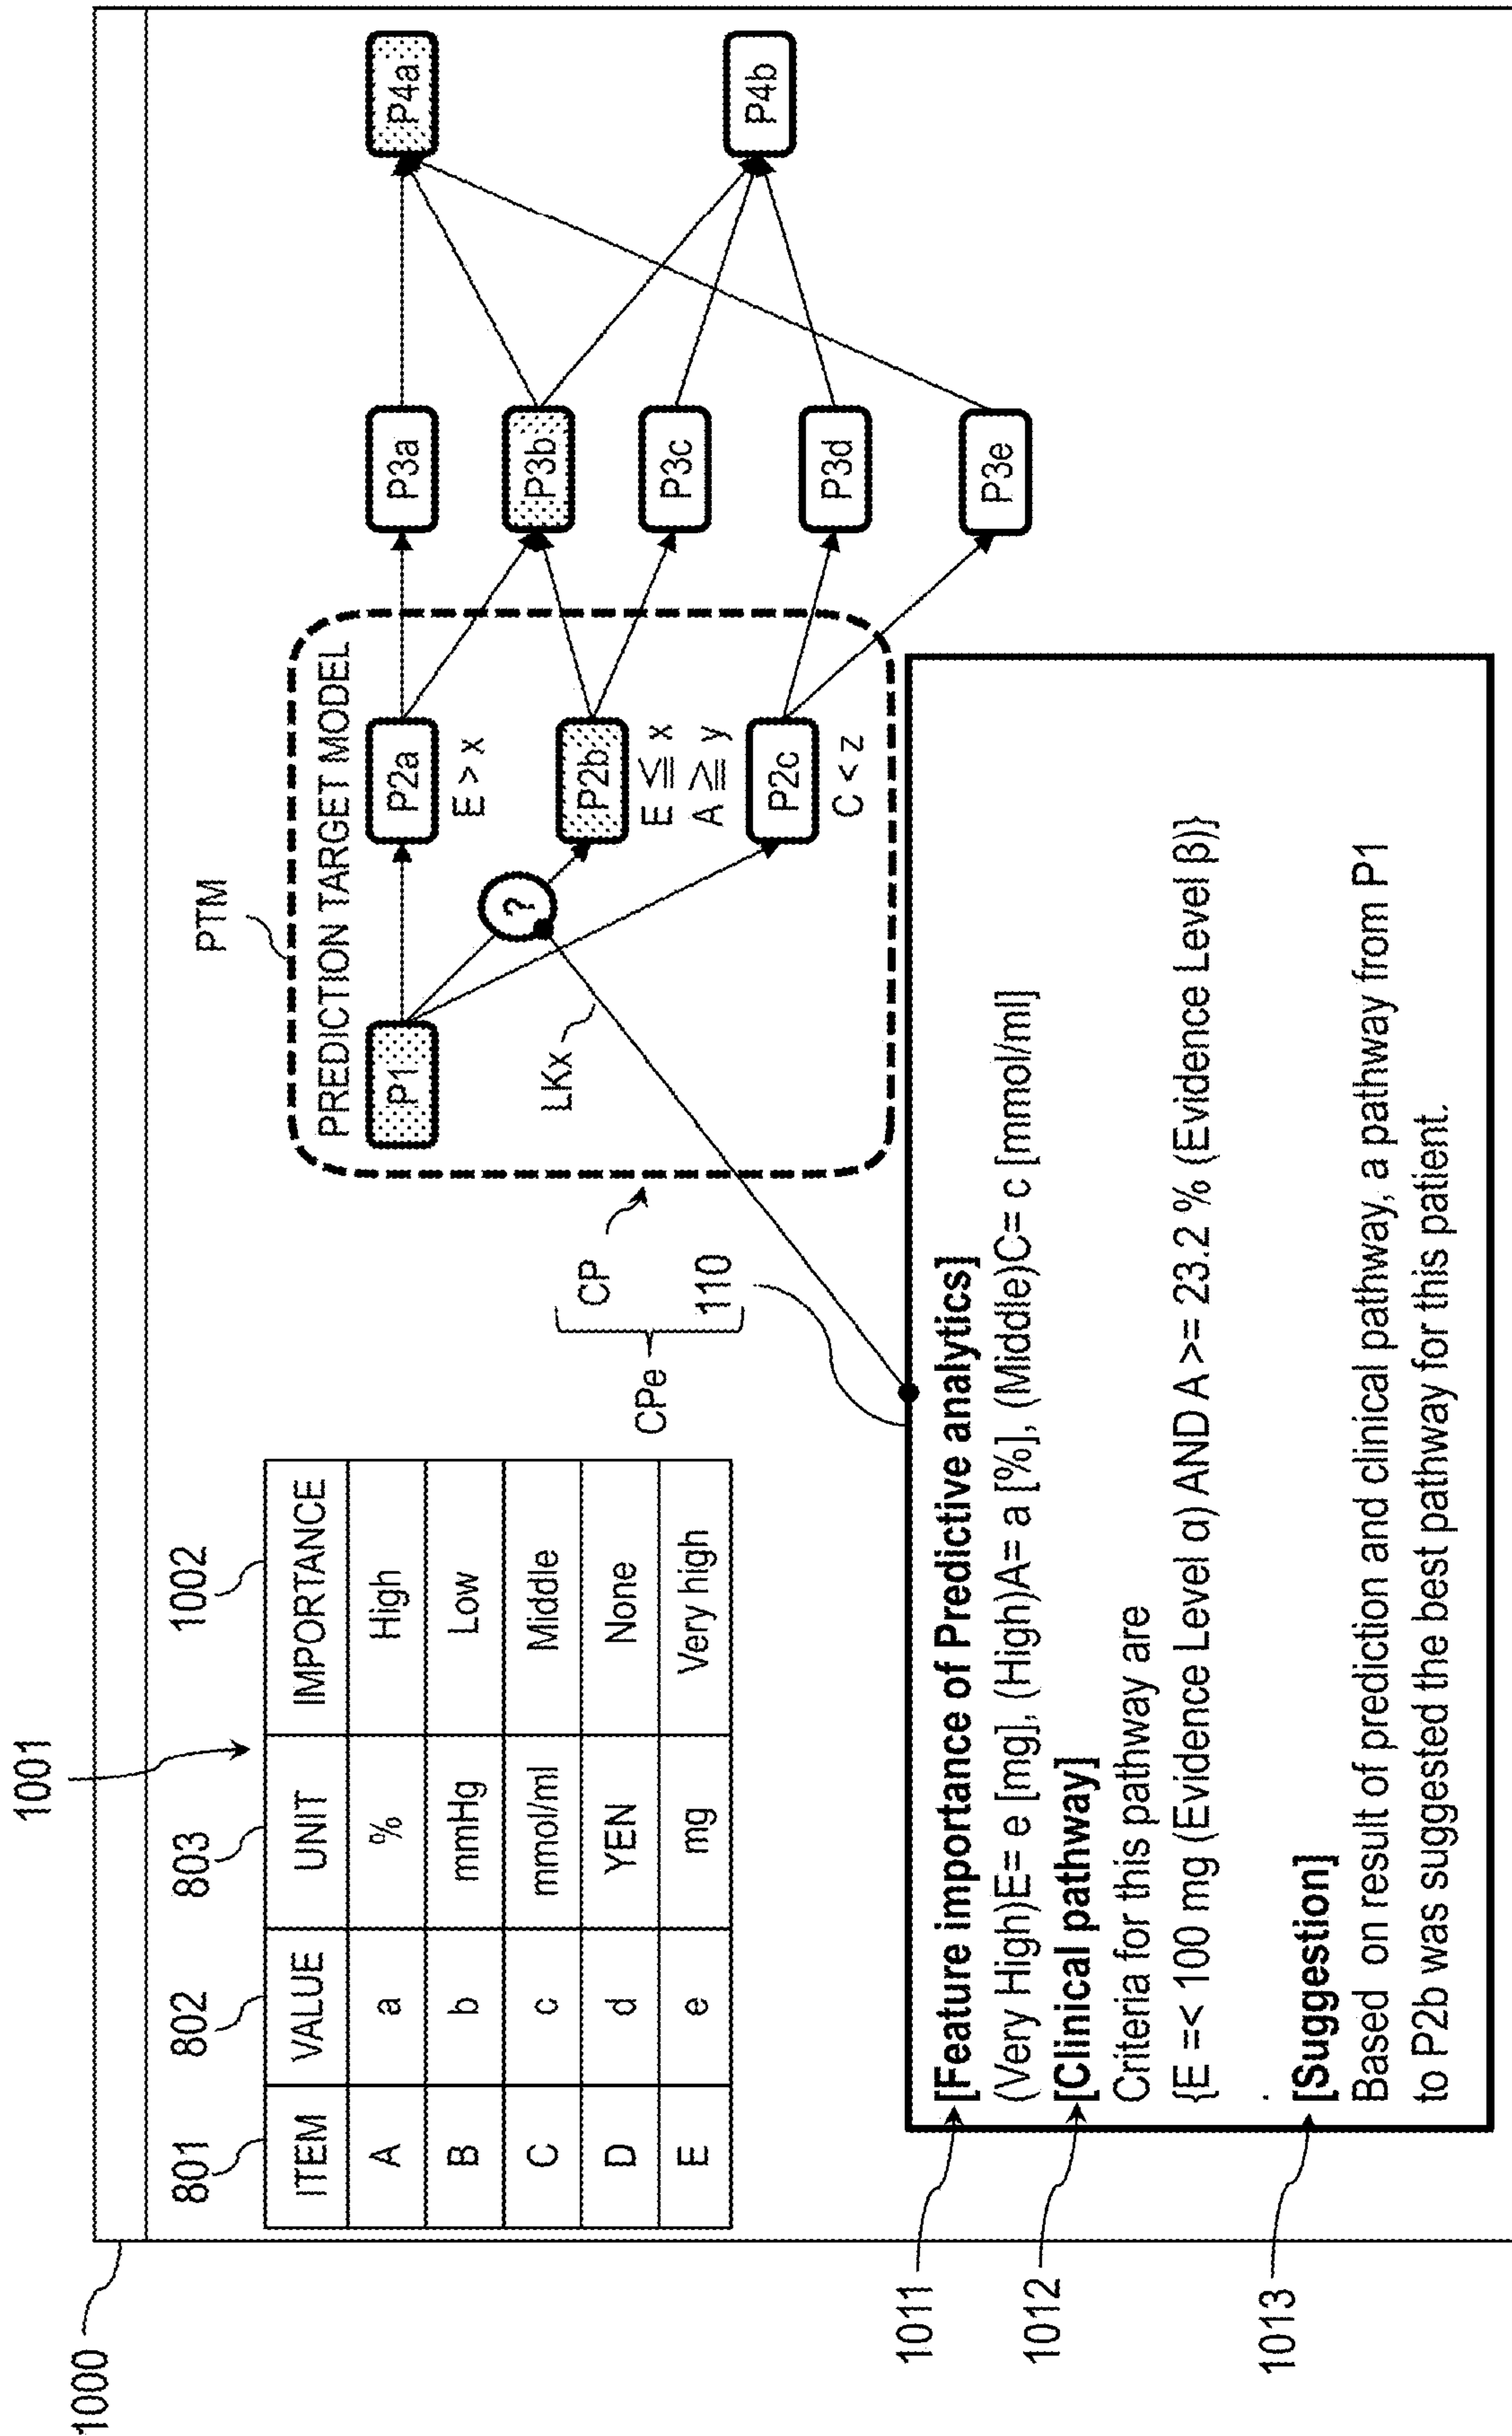 1000
1001
801 802 803 1002
ITEM VALUE UNIT IMPORTANCE
A a % High
B b mmHg Low
C c mmol/ml Middle
D d YEN None
E e mg Very high
CPe
CP
110
PTM
PREDICTION TARGET MODEL
P1
LKx
?
P2a
E > x
P2b
E ≦ x
A ≧ y
P2c
C < z
P3a
P3b
P3c
P3d
P3e
P4a
P4b
1011
[Feature importance of Predictive analytics]
(Very High)E= e [mg], (High)A= a [%], (Middle)C= c [mmol/ml]
1012
[Clinical pathway]
Criteria for this pathway are
{E =< 100 mg (Evidence Level α) AND A >= 23.2 % (Evidence Level β)}
.
1013
[Suggestion]
Based on result of prediction and clinical pathway, a pathway from P1
to P2b was suggested the best pathway for this patient.